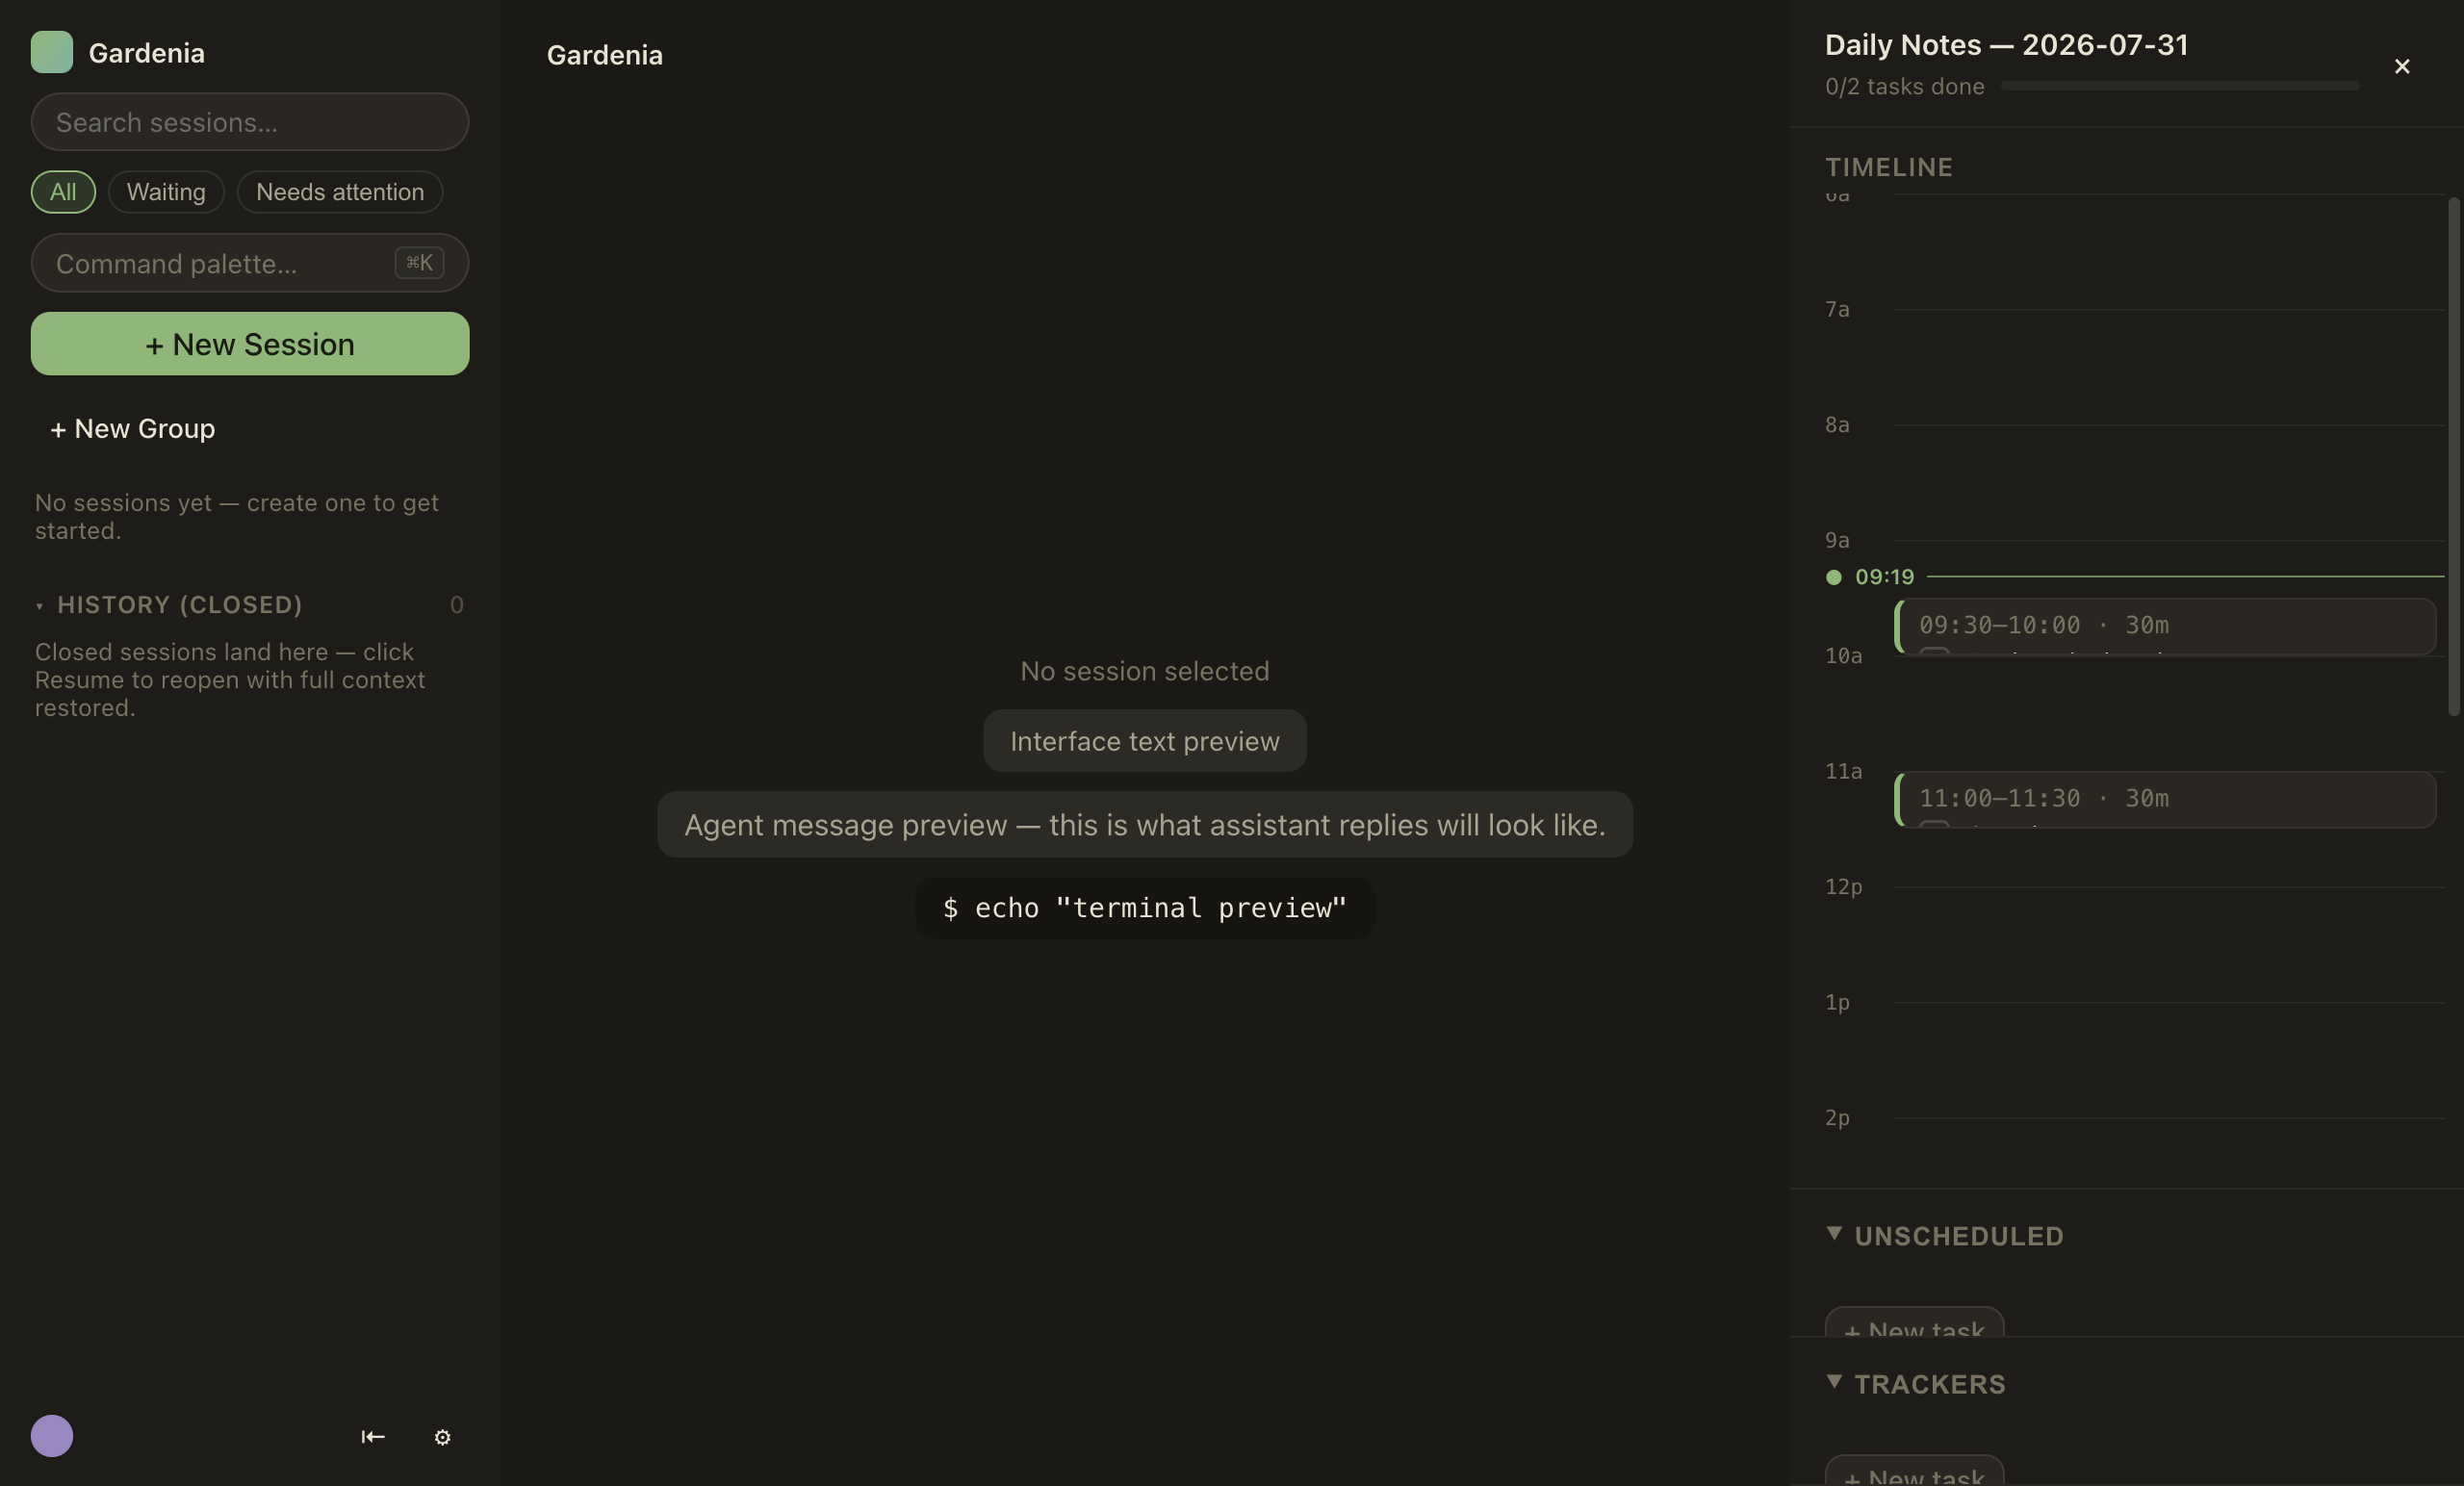 Gardenia
Search sessions...
All
Waiting
Needs attention
Command palette...
⌘K
+ New Session
+ New Group
No sessions yet — create one to get
started.
▾ HISTORY (CLOSED)
0
Closed sessions land here — click
Resume to reopen with full context
restored.
Gardenia
No session selected
Interface text preview
Agent message preview — this is what assistant replies will look like.
$ echo "terminal preview"
Daily Notes — 2026-07-31
0/2 tasks done
×
TIMELINE
6a
7a
8a
9a
09:19
09:30–10:00 · 30m
10a
11a
11:00–11:30 · 30m
12p
1p
2p
▼ UNSCHEDULED
+ New task
▼ TRACKERS
+ New task